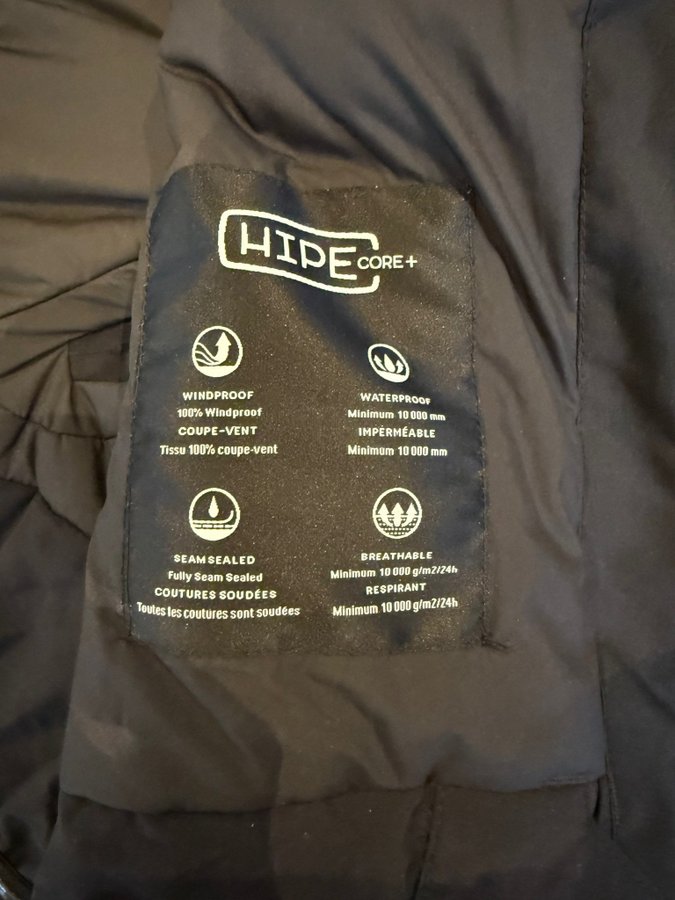 HIPE CORE+
WINDPROOF
100% Windproof
COUPE-VENT
Tissu 100% coupe-vent
WATERPROOF
Minimum 10 000 mm
IMPERMÉABLE
Minimum 10 000 mm
SEAM SEALED
Fully Seam Sealed
COUTURES SOUDÉES
Toutes les coutures sont soudées
BREATHABLE
Minimum 10 000 g/m2/24h
RESPIRANT
Minimum 10 000 g/m2/24h